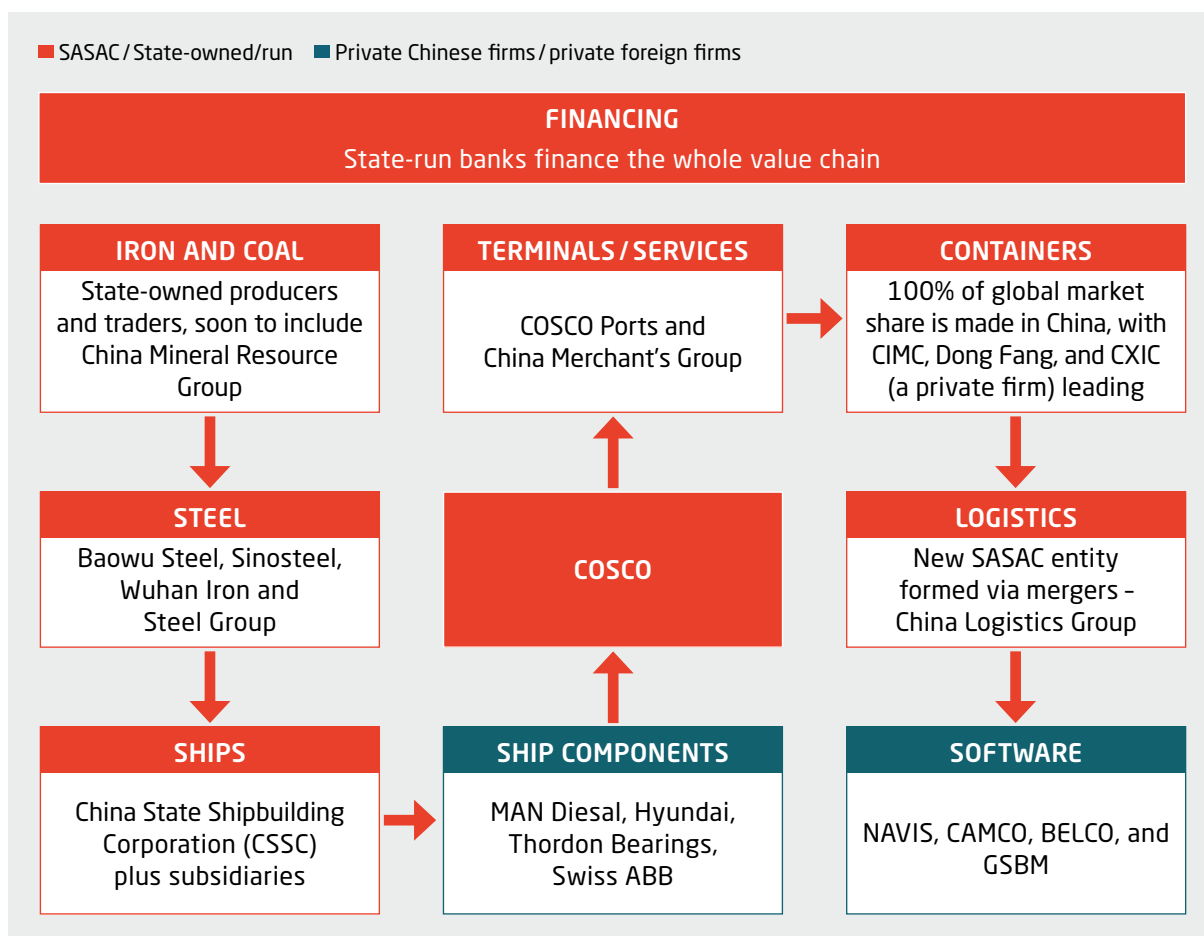 SASAC/State-owned/run
Private Chinese firms/private foreign firms
FINANCING
State-run banks finance the whole value chain
IRON AND COAL
State-owned producers
and traders, soon to include
China Mineral Resource
Group
STEEL
Baowu Steel, Sinosteel,
Wuhan Iron and
Steel Group
SHIPS
China State Shipbuilding
Corporation (CSSC)
plus subsidiaries
SHIP COMPONENTS
MAN Diesal, Hyundai,
Thordon Bearings,
Swiss ABB
COSCO
TERMINALS/SERVICES
COSCO Ports and
China Merchant's Group
CONTAINERS
100% of global market
share is made in China, with
CIMC, Dong Fang, and CXIC
(a private firm) leading
LOGISTICS
New SASAC entity
formed via mergers –
China Logistics Group
SOFTWARE
NAVIS, CAMCO, BELCO, and
GSBM